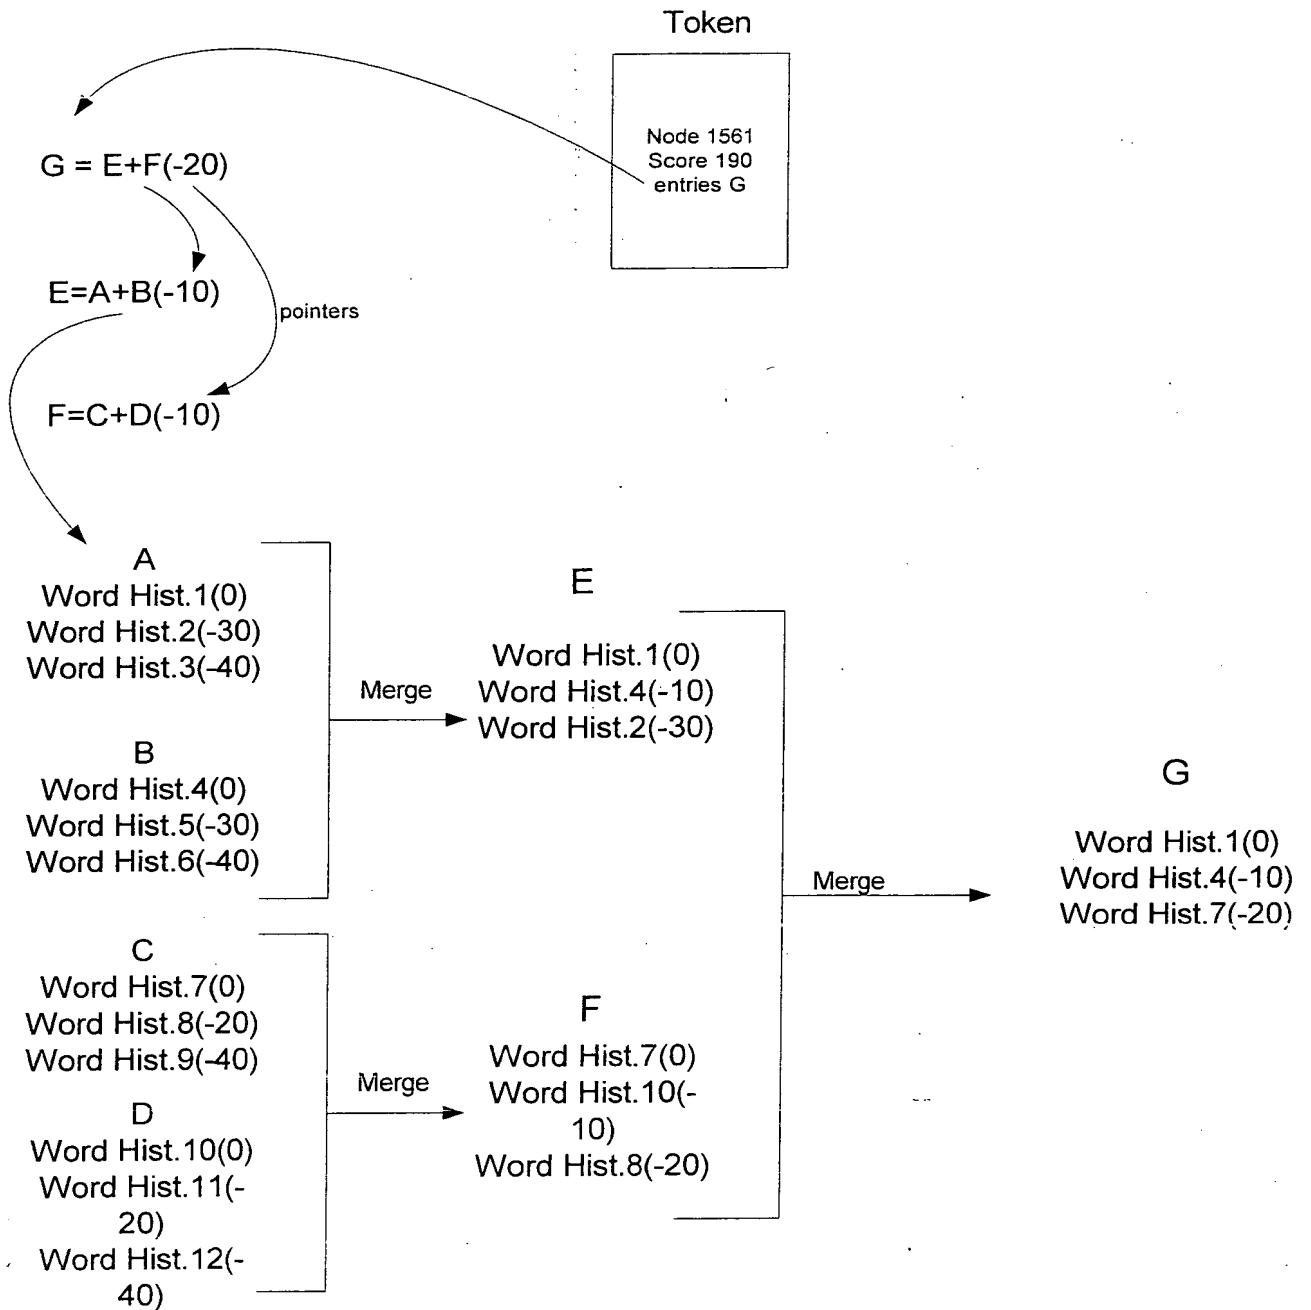 Token
Node 1561
Score 190
entries G
G = E+F(-20)
E=A+B(-10)
pointers
F=C+D(-10)
A
Word Hist.1(0)
Word Hist.2(-30)
Word Hist.3(-40)
Merge
B
Word Hist.4(0)
Word Hist.5(-30)
Word Hist.6(-40)
E
Word Hist.1(0)
Word Hist.4(-10)
Word Hist.2(-30)
C
Word Hist.7(0)
Word Hist.8(-20)
Word Hist.9(-40)
Merge
D
Word Hist.10(0)
Word Hist.11(-
20)
Word Hist.12(-
40)
F
Word Hist.7(0)
Word Hist.10(-
10)
Word Hist.8(-20)
Merge
G
Word Hist.1(0)
Word Hist.4(-10)
Word Hist.7(-20)